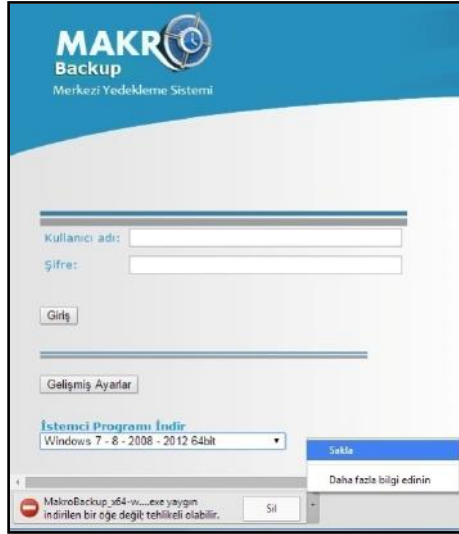 MAKRO
Backup
Merkezi Yedekleme Sistemi
Kullanıcı adı:
Şifre:
Giriş
Gelişmiş Ayarlar
İstemci Programı İndir
Windows 7 - 8 - 2008 - 2012 64bit
Sakla
Daha fazla bilgi edinin
MakroBackup_x64-w....exe yaygın
indirilen bir öğe değil; tehlikeli olabilir.
Sil